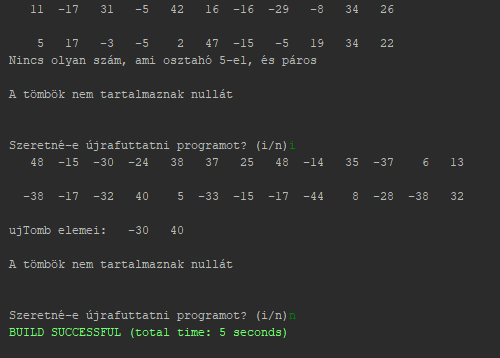 11 -17 31 -5 42 16 -16 -29 -8 34 26
5 17 -3 -5 2 47 -15 -5 19 34 22
Nincs olyan szám, ami osztahó 5-el, és páros
A tömbök nem tartalmaznak nullát
Szeretné-e újrafuttatni programot? (i/n)i
48 -15 -30 -24 38 37 25 48 -14 35 -37 6 13
-38 -17 -32 40 5 -33 -15 -17 -44 8 -28 -38 32
ujTomb elemei: -30 40
A tömbök nem tartalmaznak nullát
Szeretné-e újrafuttatni programot? (i/n)n
BUILD SUCCESSFUL (total time: 5 seconds)